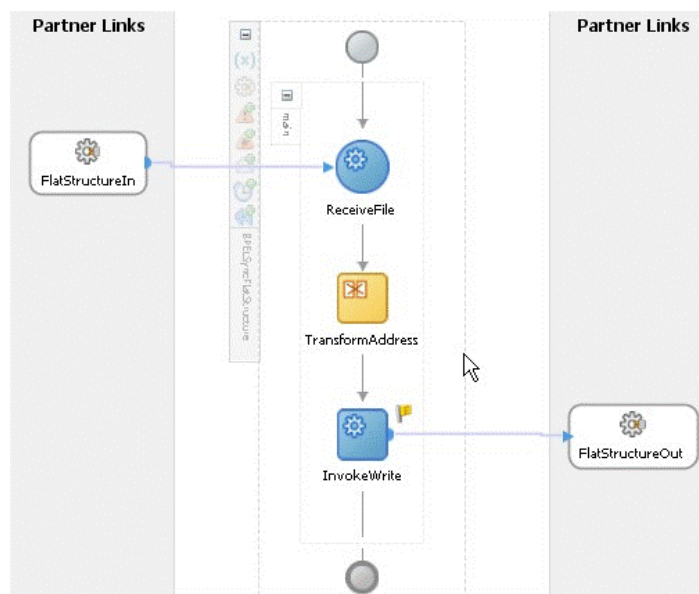 Partner Links
Partner Links
(x)
main
FlatStructureIn
ReceiveFile
BPELSyncFlatStructure
TransformAddress
InvokeWrite
FlatStructureOut